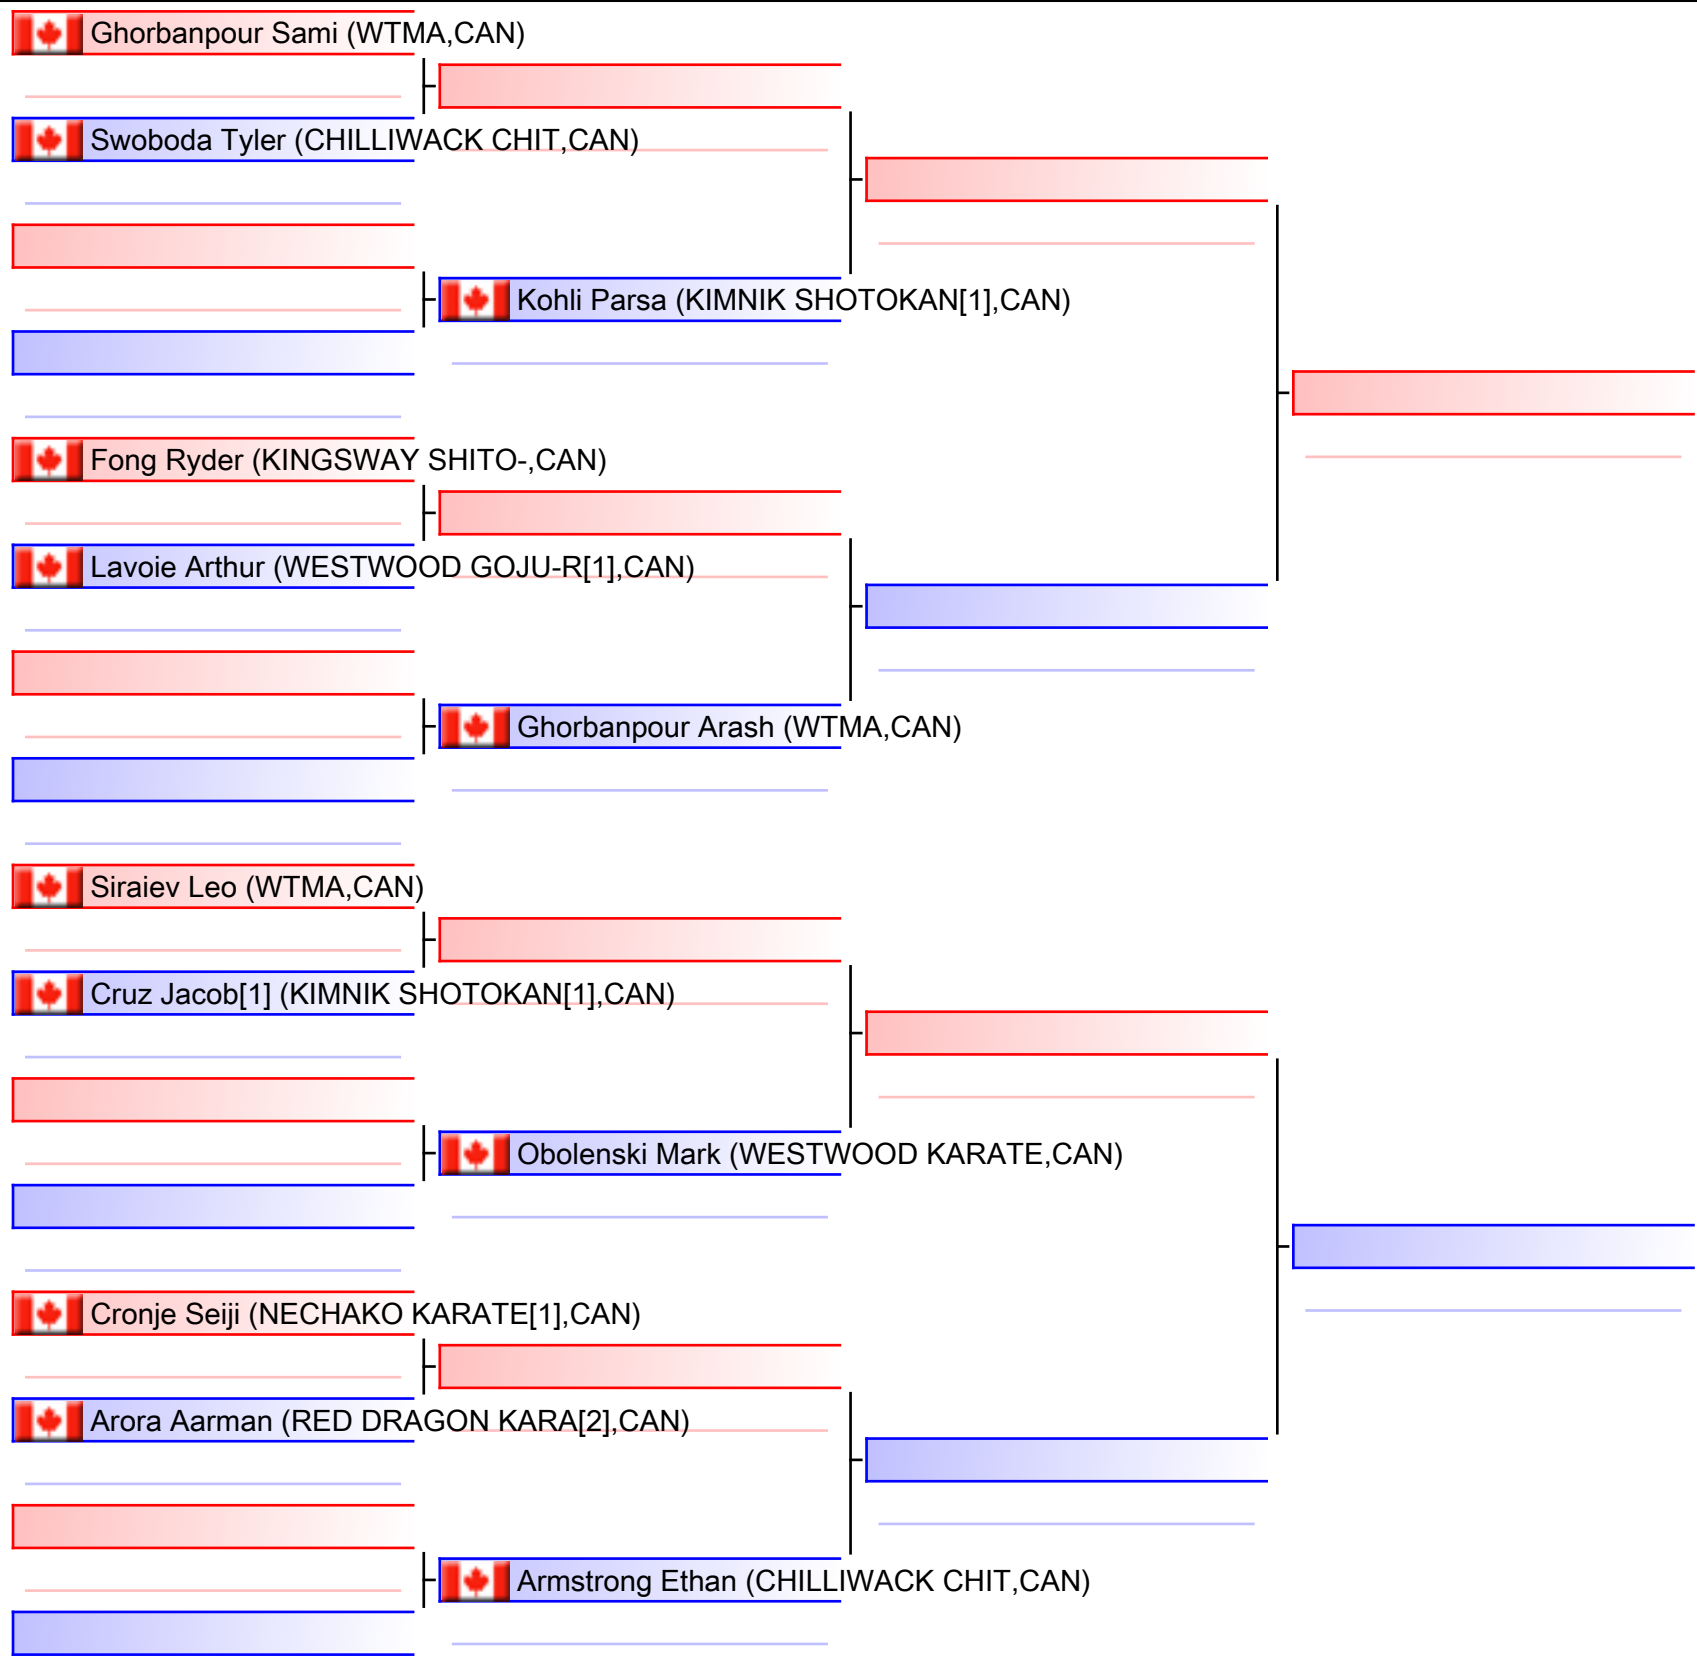 Ghorbanpour Sami (WTMA,CAN)
Swoboda Tyler (CHILLIWACK CHIT,CAN)
Kohli Parsa (KIMNIK SHOTOKAN[1],CAN)
Fong Ryder (KINGSWAY SHITO-,CAN)
Lavoie Arthur (WESTWOOD GOJU-R[1],CAN)
Ghorbanpour Arash (WTMA,CAN)
Siraiev Leo (WTMA,CAN)
Cruz Jacob[1] (KIMNIK SHOTOKAN[1],CAN)
Obolenski Mark (WESTWOOD KARATE,CAN)
Cronje Seiji (NECHAKO KARATE[1],CAN)
Arora Aarman (RED DRAGON KARA[2],CAN)
Armstrong Ethan (CHILLIWACK CHIT,CAN)